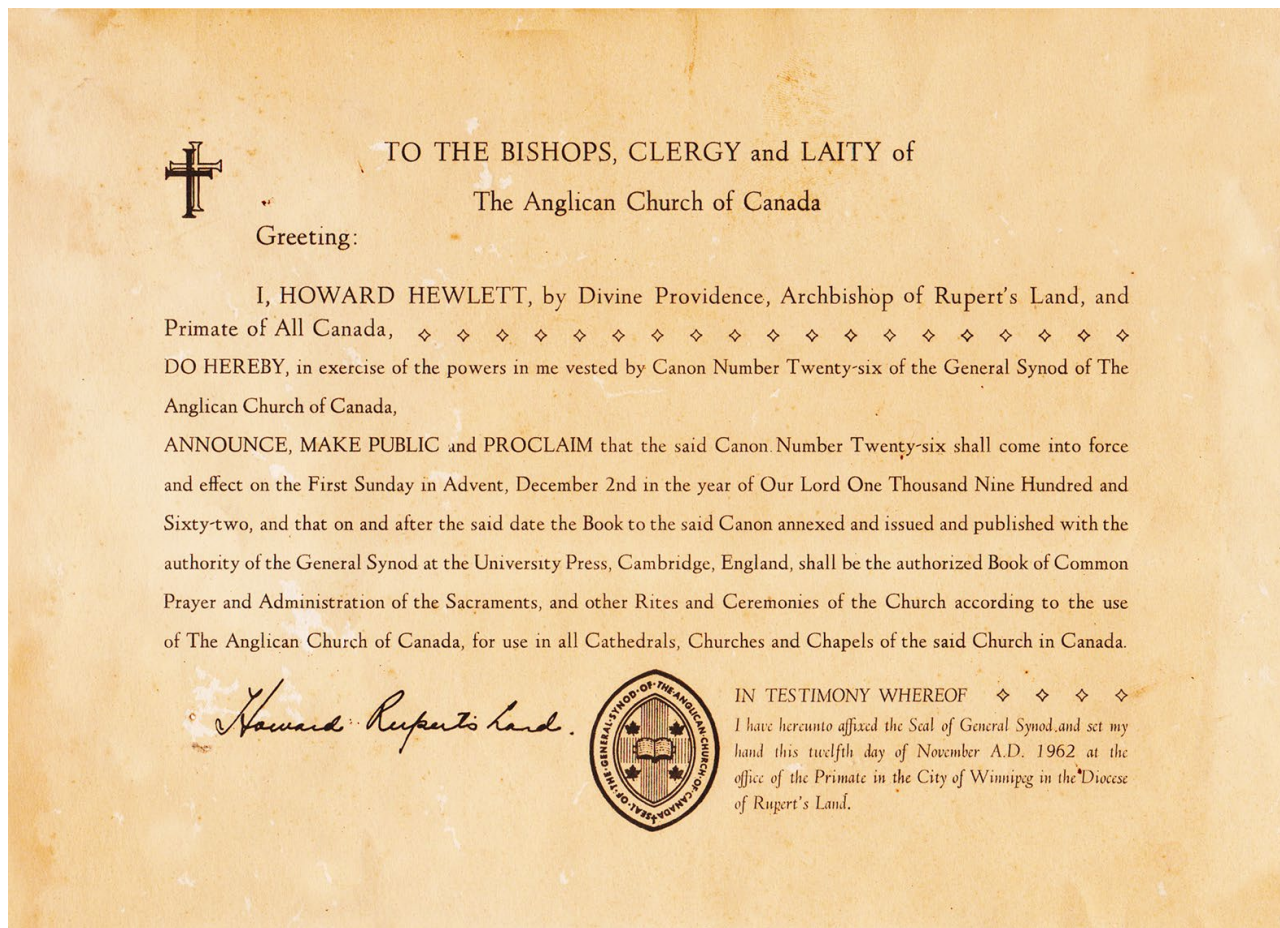 TO THE BISHOPS, CLERGY and LAITY of
The Anglican Church of Canada
Greeting:
I, HOWARD HEWLETT, by Divine Providence, Archbishop of Rupert's Land, and
Primate of All Canada,
DO HEREBY, in exercise of the powers in me vested by Canon Number Twenty-six of the General Synod of The
Anglican Church of Canada,
ANNOUNCE, MAKE PUBLIC and PROCLAIM that the said Canon Number Twenty-six shall come into force
and effect on the First Sunday in Advent, December 2nd in the year of Our Lord One Thousand Nine Hundred and
Sixty-two, and that on and after the said date the Book to the said Canon annexed and issued and published with the
authority of the General Synod at the University Press, Cambridge, England, shall be the authorized Book of Common
Prayer and Administration of the Sacraments, and other Rites and Ceremonies of the Church according to the use
of The Anglican Church of Canada, for use in all Cathedrals, Churches and Chapels of the said Church in Canada.
Howard: Rupert's Land.
SEAL·OF·THE·GENERAL·SYNOD·OF·THE·ANGLICAN·CHURCH·OF·CANADA
IN TESTIMONY WHEREOF
I have hereunto affixed the Seal of General Synod and set my
hand this twelfth day of November A.D. 1962 at the
office of the Primate in the City of Winnipeg in the Diocese
of Rupert's Land.